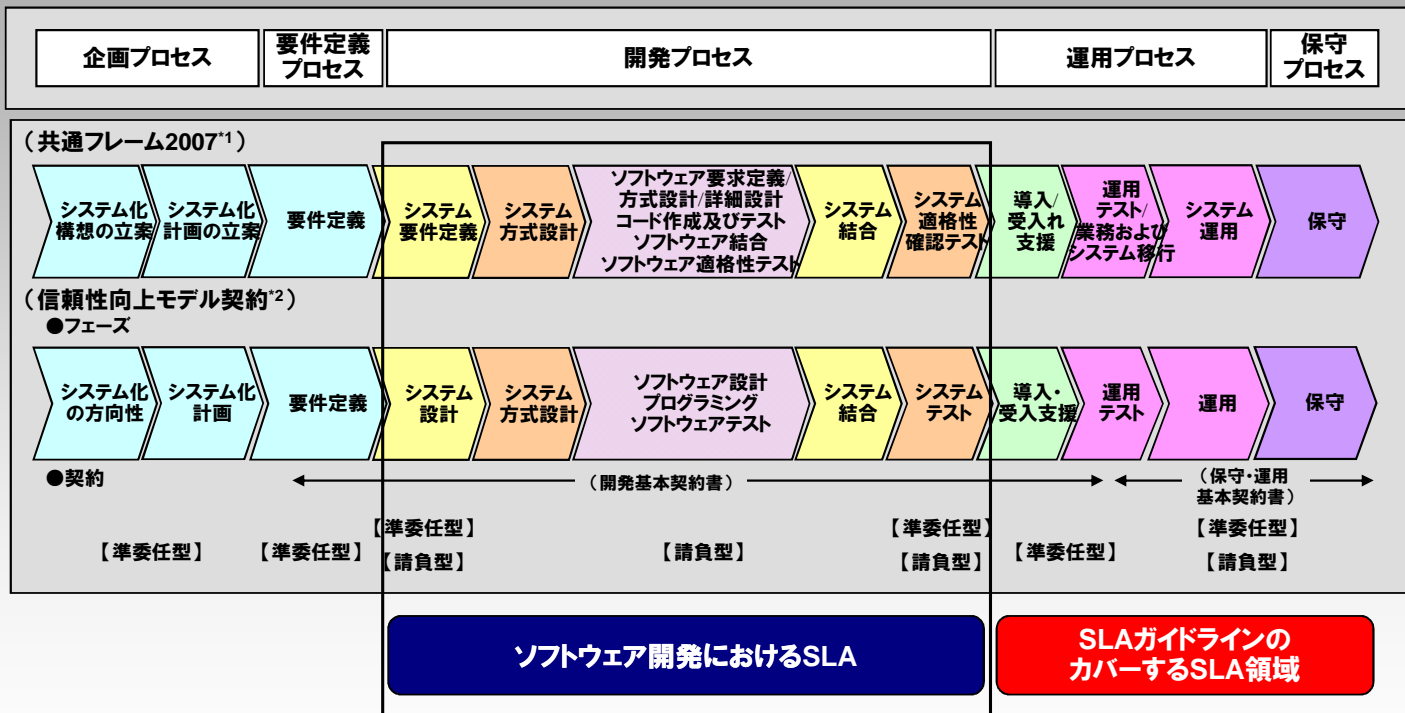 企画プロセス
要件定義
プロセス
開発プロセス
運用プロセス
保守
プロセス
（共通フレーム2007*1）
システム化
構想の立案
システム化
計画の立案
要件定義
システム
要件定義
システム
方式設計
ソフトウェア要求定義/
方式設計/詳細設計
コード作成及びテスト
ソフトウェア結合
ソフトウェア適格性テスト
システム
結合
システム
適格性
確認テスト
導入/
受入れ
支援
運用
テスト/
業務および
システム移行
システム
運用
保守
（信頼性向上モデル契約*2）
●フェーズ
システム化
の方向性
システム化
計画
要件定義
システム
設計
システム
方式設計
ソフトウェア設計
プログラミング
ソフトウェアテスト
システム
結合
システム
テスト
導入・
受入支援
運用
テスト
運用
保守
●契約
（開発基本契約書）
（保守・運用
基本契約書）
【準委任型】
【準委任型】
【準委任型】
【請負型】
【請負型】
【準委任型】
【請負型】
【準委任型】
【準委任型】
【請負型】
ソフトウェア開発におけるSLA
SLAガイドラインの
カバーするSLA領域